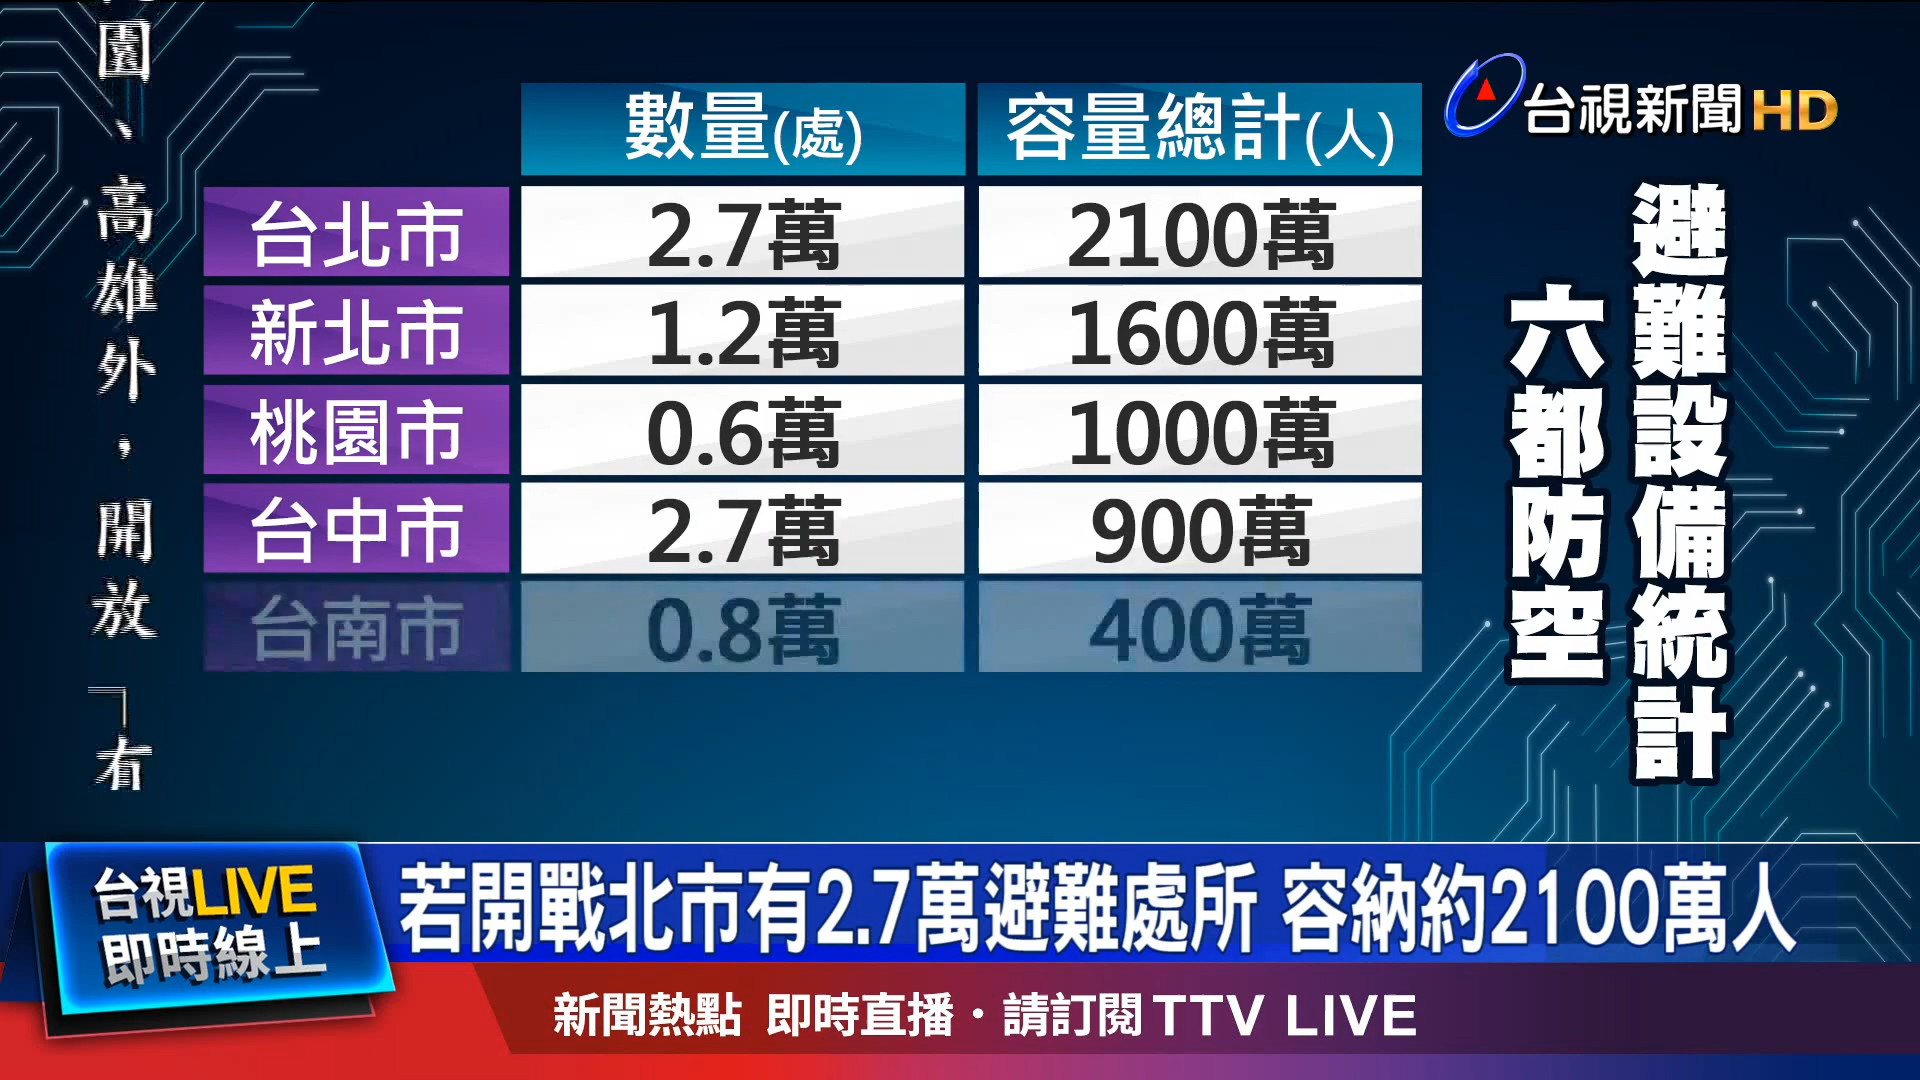 園、高雄外，開放「有
數量(處) 容量總計(人)
台北市 2.7萬 2100萬
新北市 1.2萬 1600萬
桃園市 0.6萬 1000萬
台中市 2.7萬 900萬
台南市 0.8萬 400萬
台視新聞HD
避難設備統計
六都防空
台視LIVE
即時線上
若開戰北市有2.7萬避難處所 容納約2100萬人
新聞熱點 即時直播・請訂閱TTV LIVE